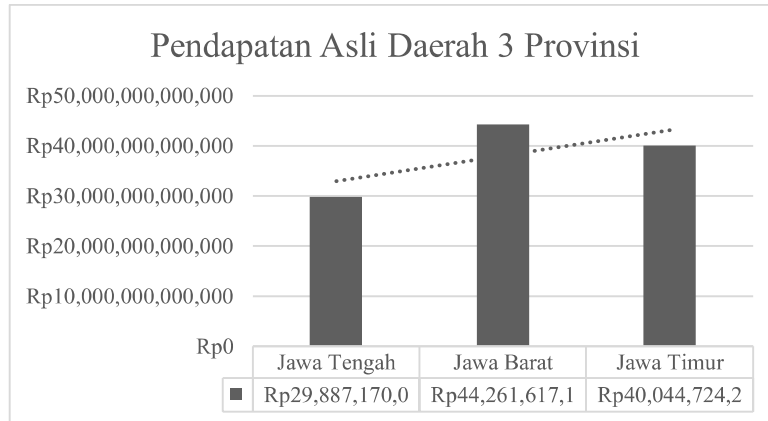 Pendapatan Asli Daerah 3 Provinsi
Rp50,000,000,000,000
Rp40,000,000,000,000
Rp30,000,000,000,000
Rp20,000,000,000,000
Rp10,000,000,000,000
Rp0
Jawa Tengah Jawa Barat Jawa Timur
Rp29,887,170,0 Rp44,261,617,1 Rp40,044,724,2